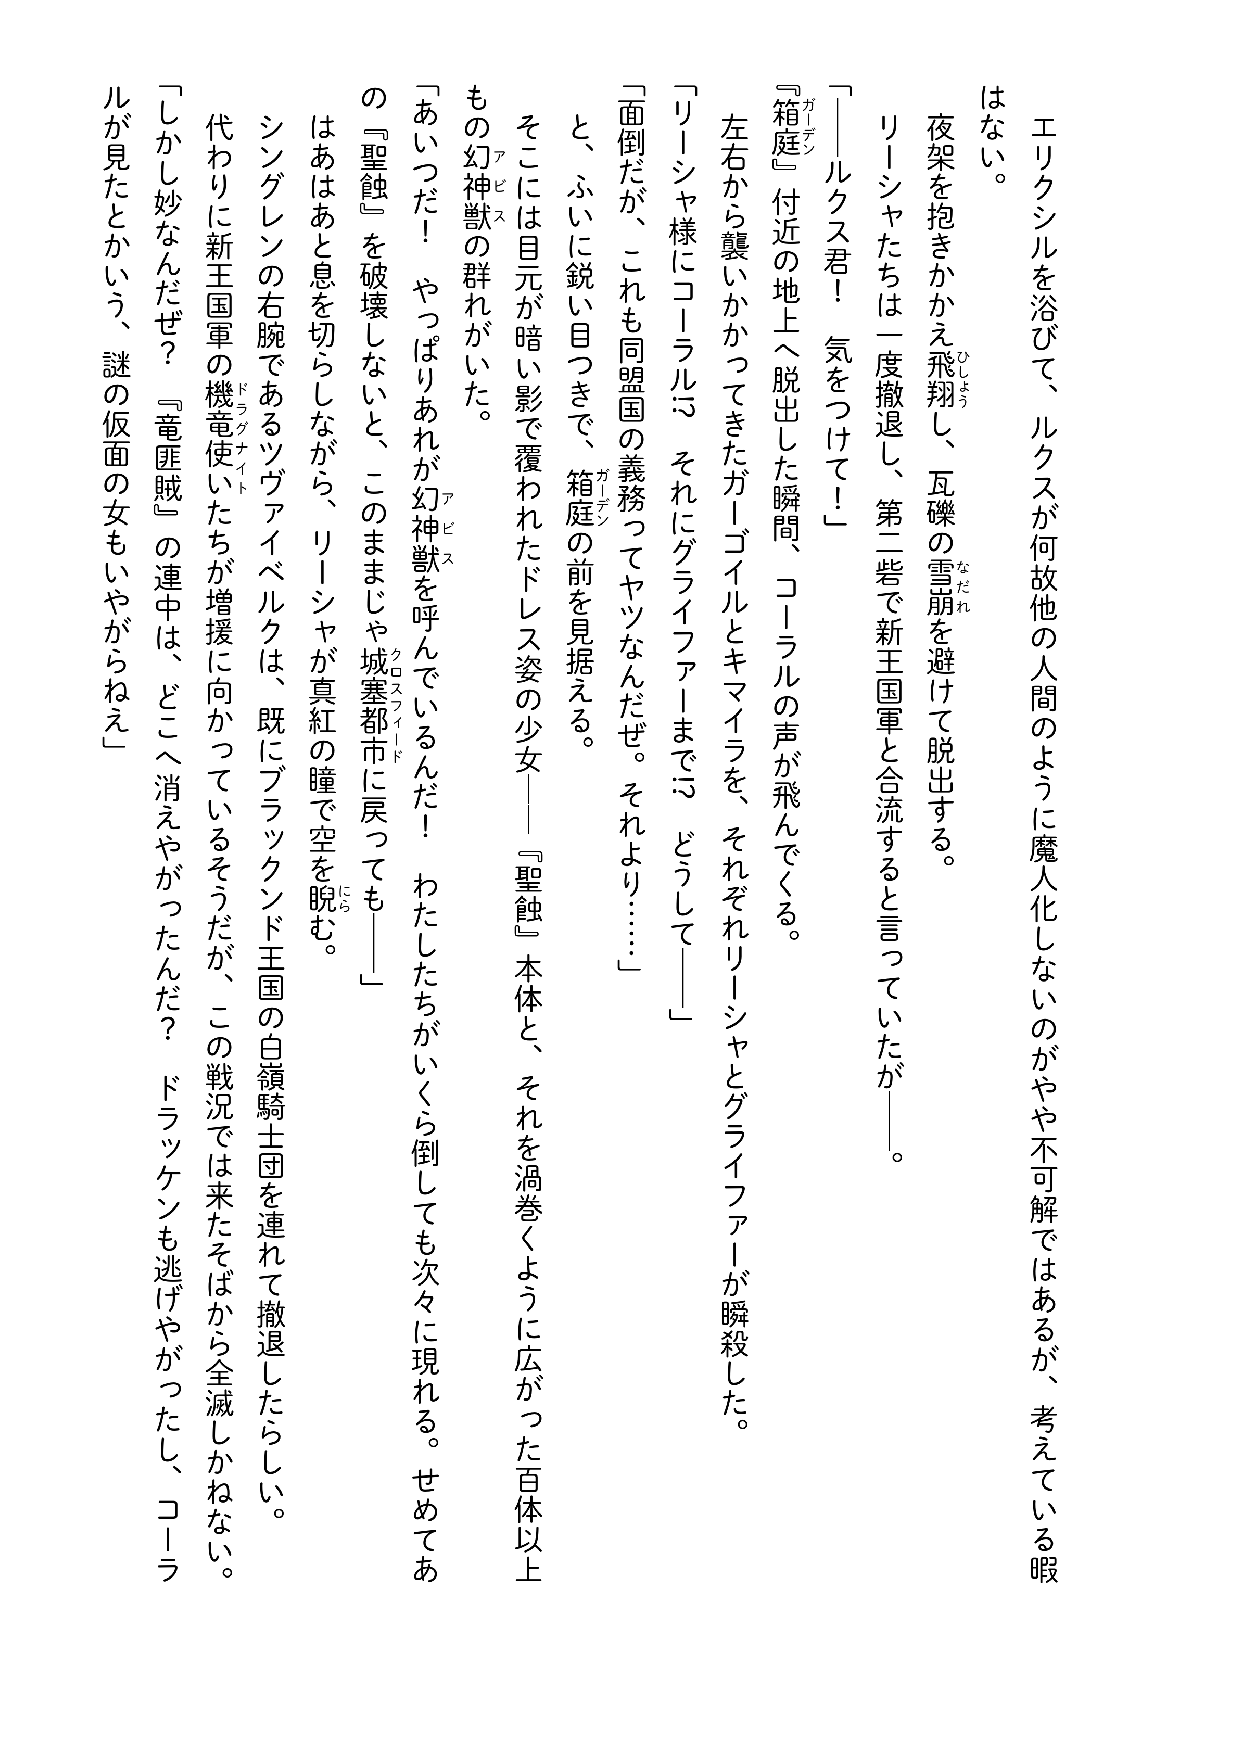 エリクシルを浴びて、ルクスが何故他の人間のように魔人化しないのがやや不可解ではあるが、考えている暇
はない。
夜架を抱きかかえ飛翔し、瓦礫の雪崩を避けて脱出する。
リーシャたちは一度撤退し、第二砦で新王国軍と合流すると言っていたが――。
「――ルクス君！　気をつけて！」
『箱庭』付近の地上へ脱出した瞬間、コーラルの声が飛んでくる。
左右から襲いかかってきたガーゴイルとキマイラを、それぞれリーシャとグライファーが瞬殺した。
「リーシャ様にコーラル!?　それにグライファーまで!?　どうして――」
「面倒だが、これも同盟国の義務ってヤツなんだぜ。それより……」
と、ふいに鋭い目つきで、箱庭の前を見据える。
そこには目元が暗い影で覆われたドレス姿の少女――『聖蝕』本体と、それを渦巻くように広がった百体以上
もの幻神獣の群れがいた。
「あいつだ！　やっぱりあれが幻神獣を呼んでいるんだ！　わたしたちがいくら倒しても次々に現れる。せめてあ
の『聖蝕』を破壊しないと、このままじゃ城塞都市に戻っても――」
はあはあと息を切らしながら、リーシャが真紅の瞳で空を睨む。
シングレンの右腕であるツヴァイベルクは、既にブラックンド王国の白嶺騎士団を連れて撤退したらしい。
代わりに新王国軍の機竜使いたちが増援に向かっているそうだが、この戦況では来たそばから全滅しかねない。
「しかし妙なんだぜ？　『竜匪賊』の連中は、どこへ消えやがったんだ？　ドラッケンも逃げやがったし、コーラ
ルが見たとかいう、謎の仮面の女もいやがらねえ」